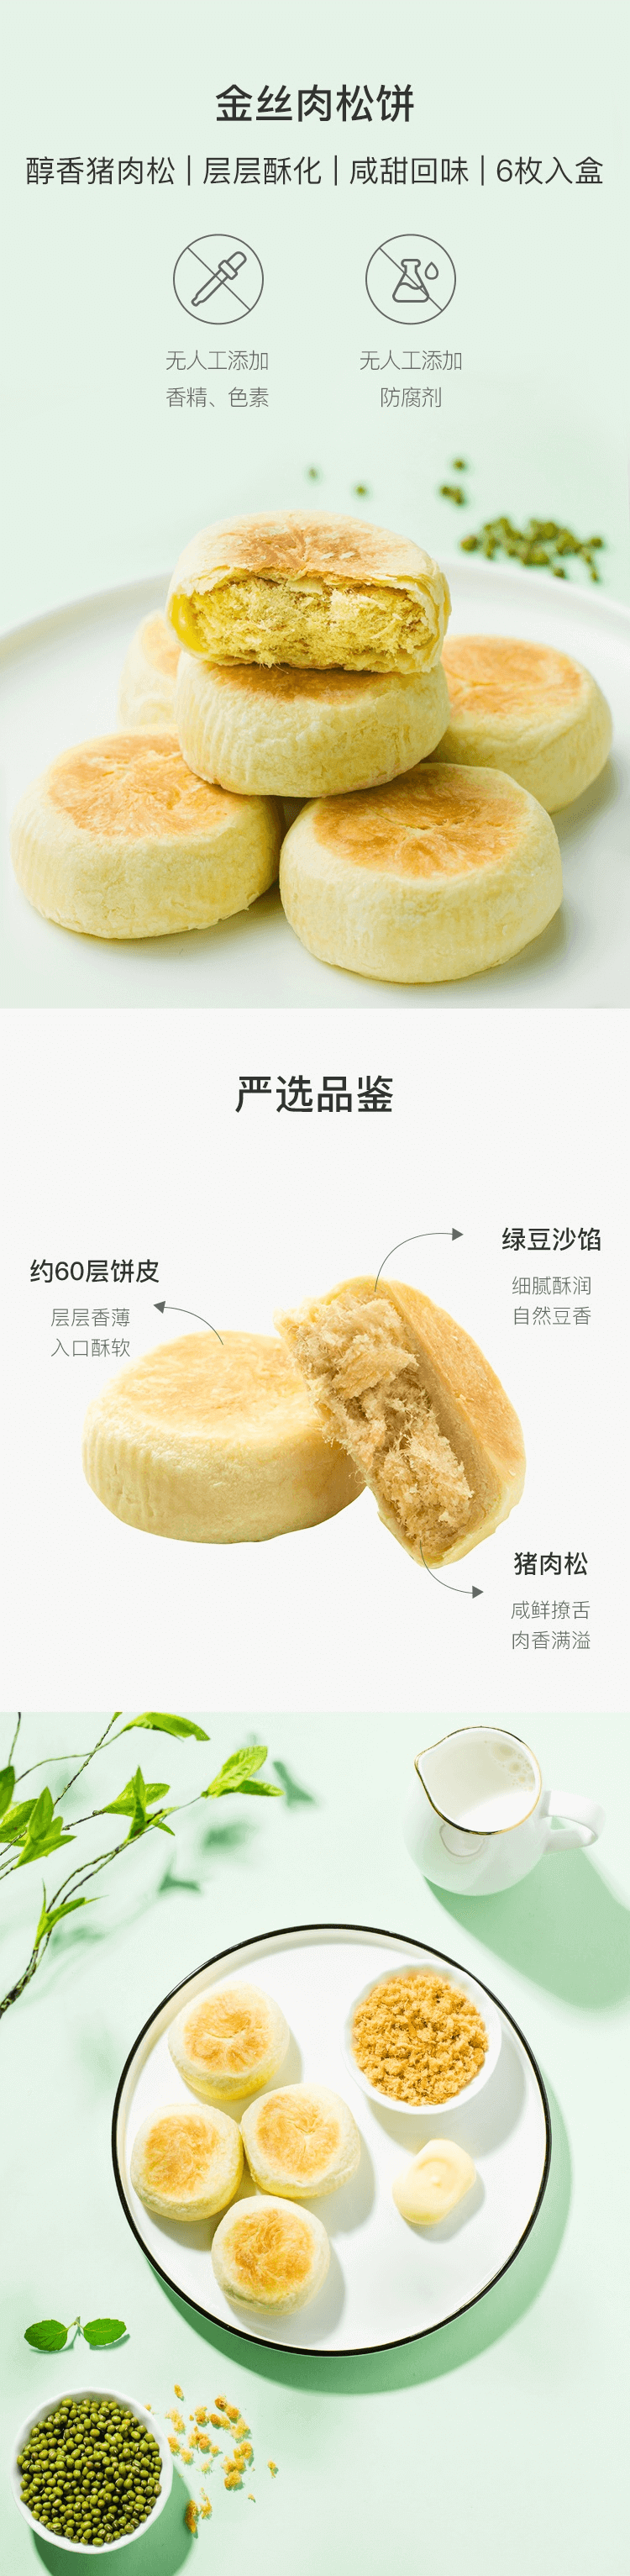 金丝肉松饼
醇香猪肉松 | 层层酥化 | 咸甜回味 | 6枚入盒
无人工添加
香精、色素
无人工添加
防腐剂
严选品鉴
绿豆沙馅
细腻酥润
自然豆香
约60层饼皮
层层香薄
入口酥软
猪肉松
咸鲜撩舌
肉香满溢